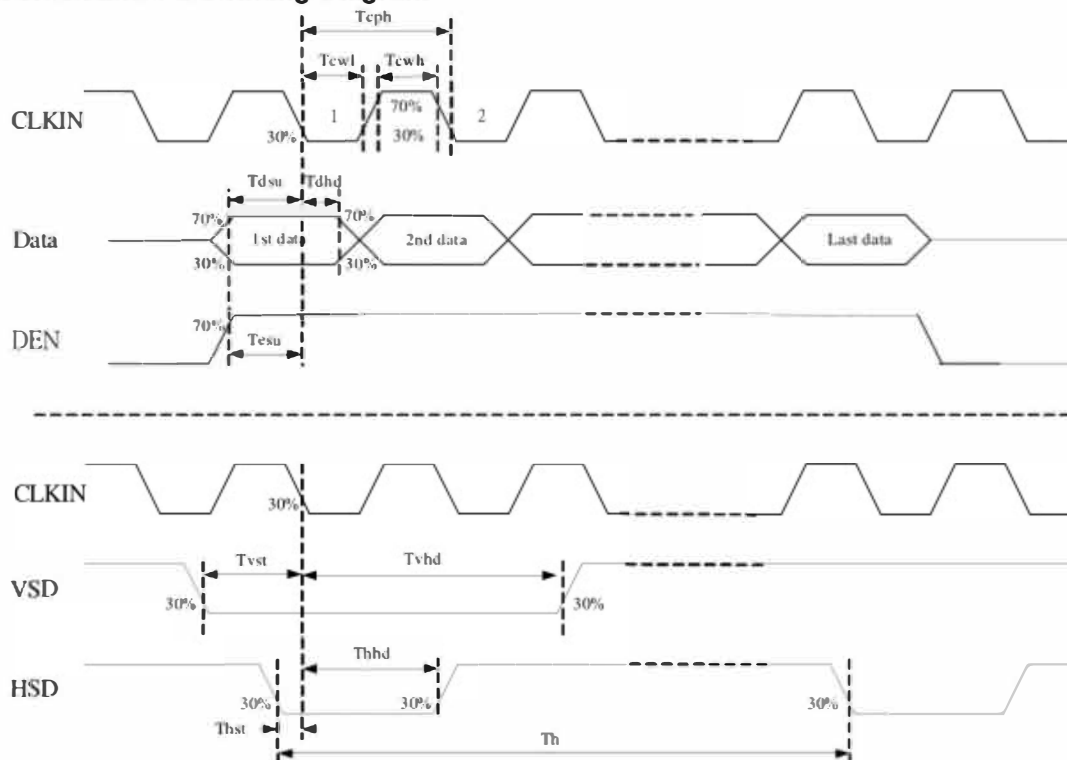 Tcph
Tcwl Tcwh
CLKIN 30% 1 70% 30% 2
Tdsu Tdhd
70% 70%
Data 1st data 2nd data Last data
30% 30%
70%
DEN Tesu
CLKIN
30%
Tvst Tvhd
VSD
30% 30%
Thhd
HSD
30% 30% 30%
Thst
Th